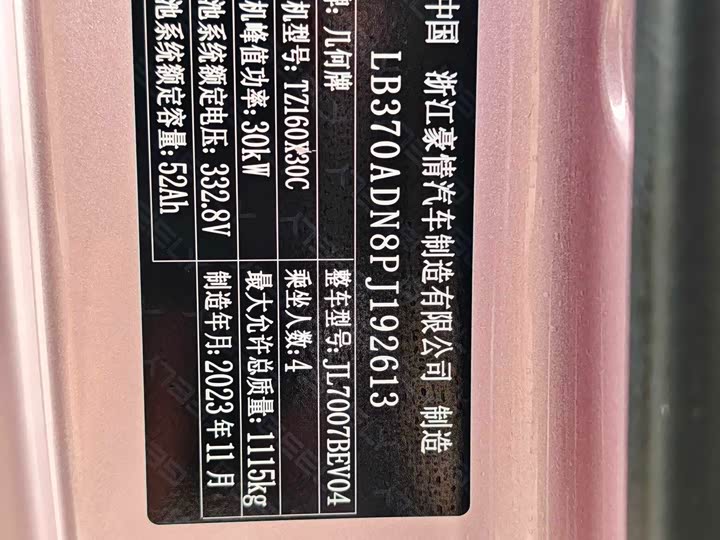 中国 浙江豪情汽车制造有限公司 制造
LB370ADN8PJ192613
牌: 几何牌 整车型号: JL7007BEV04
机型号: TZ160X30C 乘坐人数: 4
机峰值功率: 30kW 最大允许总质量: 1115kg
池系统额定电压: 332.8V 制造年月: 2023年11月
池系统额定容量: 52Ah